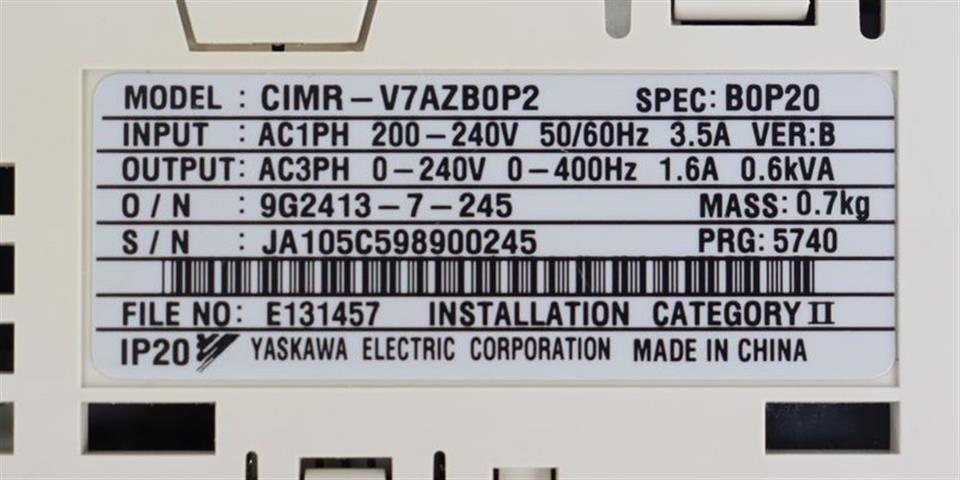 MODEL : CIMR-V7AZB0P2 SPEC: B0P20
INPUT : AC1PH 200-240V 50/60Hz 3.5A VER:B
OUTPUT: AC3PH 0-240V 0-400Hz 1.6A 0.6kVA
O / N : 9G2413-7-245 MASS: 0.7kg
S / N : JA105C598900245 PRG: 5740
FILE NO: E131457 INSTALLATION CATEGORY II
IP20 YASKAWA ELECTRIC CORPORATION MADE IN CHINA